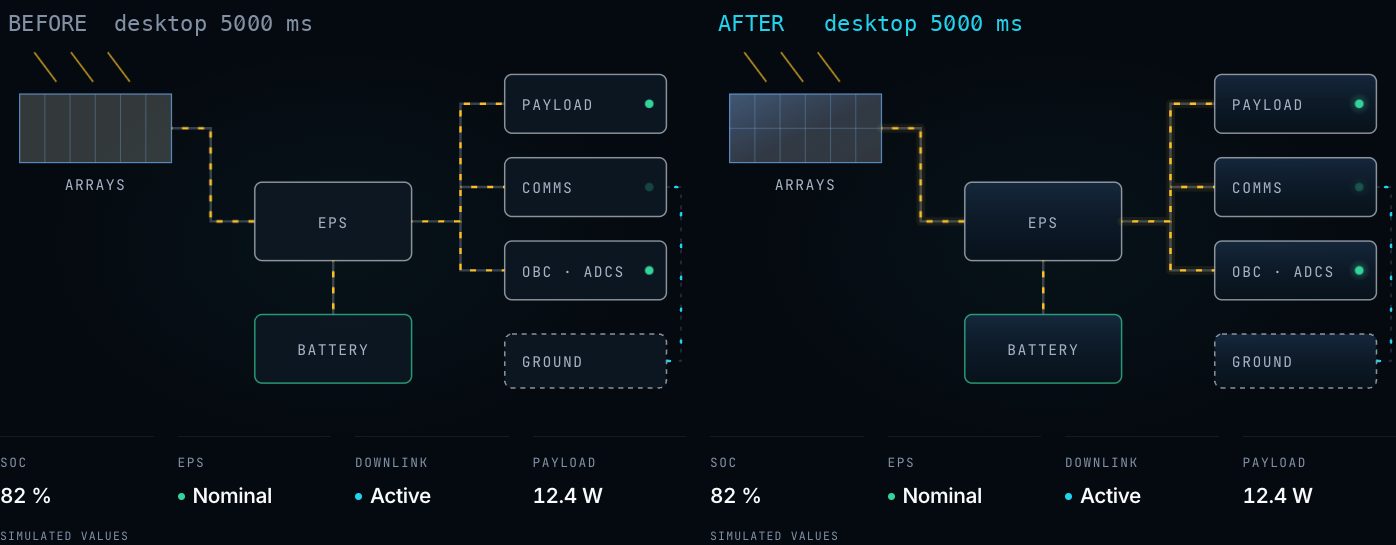 BEFORE desktop 5000 ms
ARRAYS
PAYLOAD
COMMS
EPS
OBC · ADCS
BATTERY
GROUND
SOC
EPS
DOWNLINK
PAYLOAD
82 %
Nominal
Active
12.4 W
SIMULATED VALUES
AFTER desktop 5000 ms
ARRAYS
PAYLOAD
COMMS
EPS
OBC · ADCS
BATTERY
GROUND
SOC
EPS
DOWNLINK
PAYLOAD
82 %
Nominal
Active
12.4 W
SIMULATED VALUES